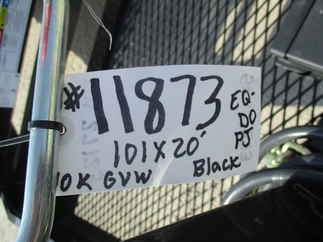 #11873
EQ-
DO
PJ
101X20'
10K GVW Black